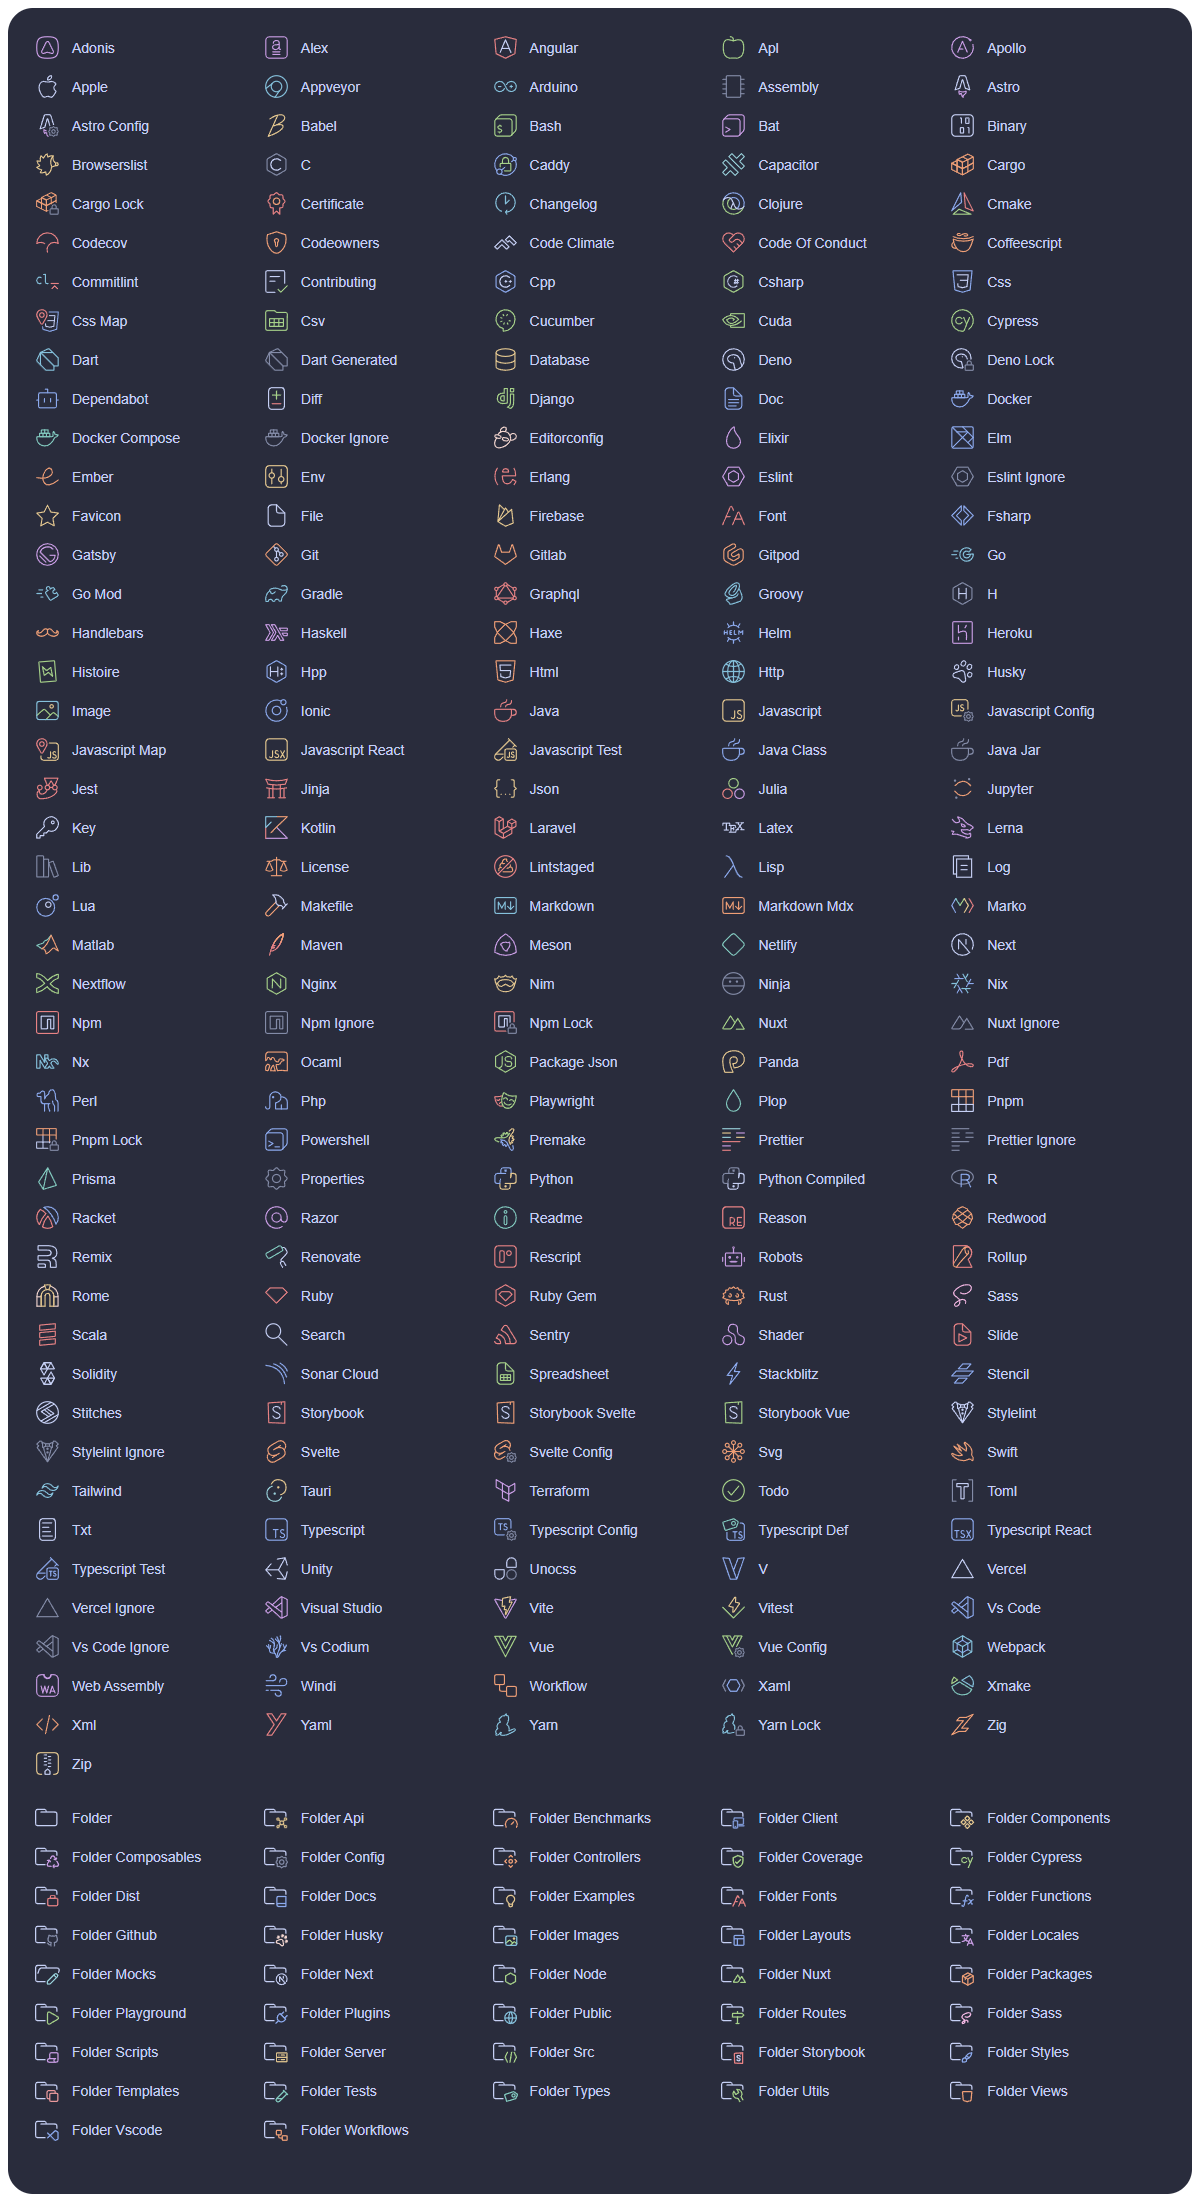 Adonis Alex Angular Apl Apollo
Apple Appveyor Arduino Assembly Astro
Astro Config Babel Bash Bat Binary
Browserslist C Caddy Capacitor Cargo
Cargo Lock Certificate Changelog Clojure Cmake
Codecov Codeowners Code Climate Code Of Conduct Coffeescript
Commitlint Contributing Cpp Csharp Css
Css Map Csv Cucumber Cuda Cypress
Dart Dart Generated Database Deno Deno Lock
Dependabot Diff Django Doc Docker
Docker Compose Docker Ignore Editorconfig Elixir Elm
Ember Env Erlang Eslint Eslint Ignore
Favicon File Firebase Font Fsharp
Gatsby Git Gitlab Gitpod Go
Go Mod Gradle Graphql Groovy H
Handlebars Haskell Haxe Helm Heroku
Histoire Hpp Html Http Husky
Image Ionic Java Javascript Javascript Config
Javascript Map Javascript React Javascript Test Java Class Java Jar
Jest Jinja Json Julia Jupyter
Key Kotlin Laravel Latex Lerna
Lib License Lintstaged Lisp Log
Lua Makefile Markdown Markdown Mdx Marko
Matlab Maven Meson Netlify Next
Nextflow Nginx Nim Ninja Nix
Npm Npm Ignore Npm Lock Nuxt Nuxt Ignore
Nx Ocaml Package Json Panda Pdf
Perl Php Playwright Plop Pnpm
Pnpm Lock Powershell Premake Prettier Prettier Ignore
Prisma Properties Python Python Compiled R
Racket Razor Readme Reason Redwood
Remix Renovate Rescript Robots Rollup
Rome Ruby Ruby Gem Rust Sass
Scala Search Sentry Shader Slide
Solidity Sonar Cloud Spreadsheet Stackblitz Stencil
Stitches Storybook Storybook Svelte Storybook Vue Stylelint
Stylelint Ignore Svelte Svelte Config Svg Swift
Tailwind Tauri Terraform Todo Toml
Txt Typescript Typescript Config Typescript Def Typescript React
Typescript Test Unity Unocss V Vercel
Vercel Ignore Visual Studio Vite Vitest Vs Code
Vs Code Ignore Vs Codium Vue Vue Config Webpack
Web Assembly Windi Workflow Xaml Xmake
Xml Yaml Yarn Yarn Lock Zig
Zip
Folder Folder Api Folder Benchmarks Folder Client Folder Components
Folder Composables Folder Config Folder Controllers Folder Coverage Folder Cypress
Folder Dist Folder Docs Folder Examples Folder Fonts Folder Functions
Folder Github Folder Husky Folder Images Folder Layouts Folder Locales
Folder Mocks Folder Next Folder Node Folder Nuxt Folder Packages
Folder Playground Folder Plugins Folder Public Folder Routes Folder Sass
Folder Scripts Folder Server Folder Src Folder Storybook Folder Styles
Folder Templates Folder Tests Folder Types Folder Utils Folder Views
Folder Vscode Folder Workflows